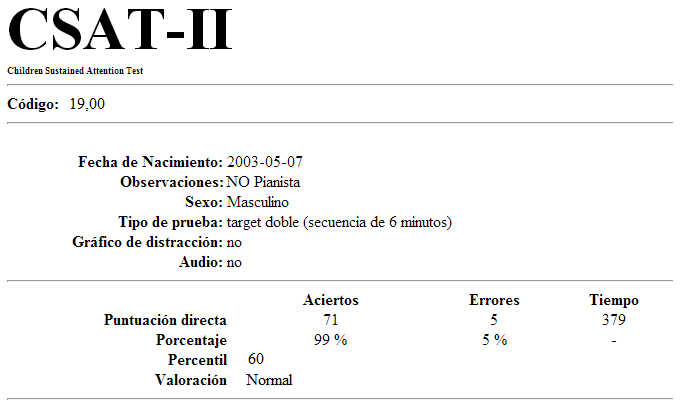 CSAT-II
Children Sustained Attention Test
Código: 19,00
Fecha de Nacimiento: 2003-05-07
Observaciones: NO Pianista
Sexo: Masculino
Tipo de prueba: target doble (secuencia de 6 minutos)
Gráfico de distracción: no
Audio: no
Aciertos Errores Tiempo
Puntuación directa 71 5 379
Porcentaje 99 % 5 % -
Percentil 60
Valoración Normal